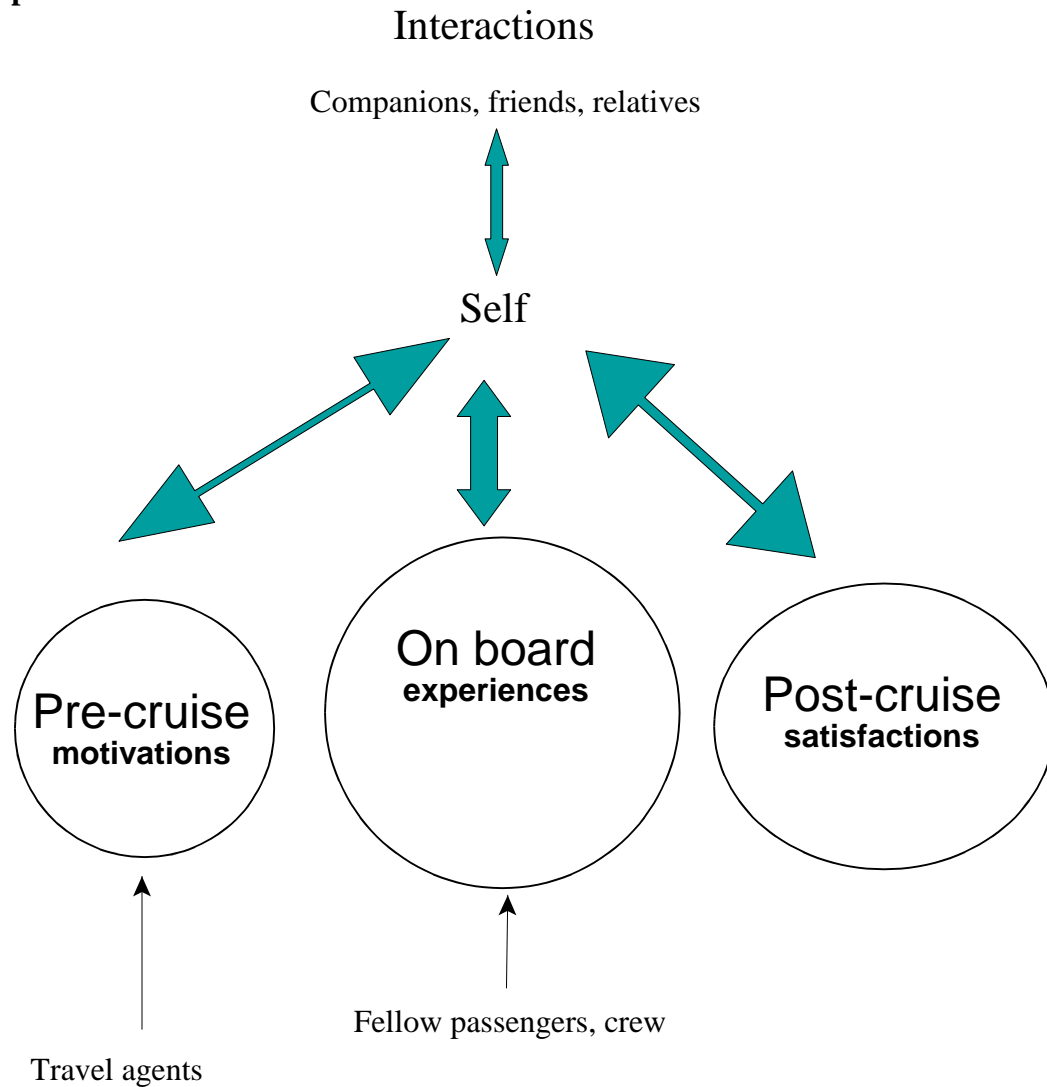 Interactions
Companions, friends, relatives
Self
On board
experiences
Pre-cruise
motivations
Post-cruise
satisfactions
Fellow passengers, crew
Travel agents